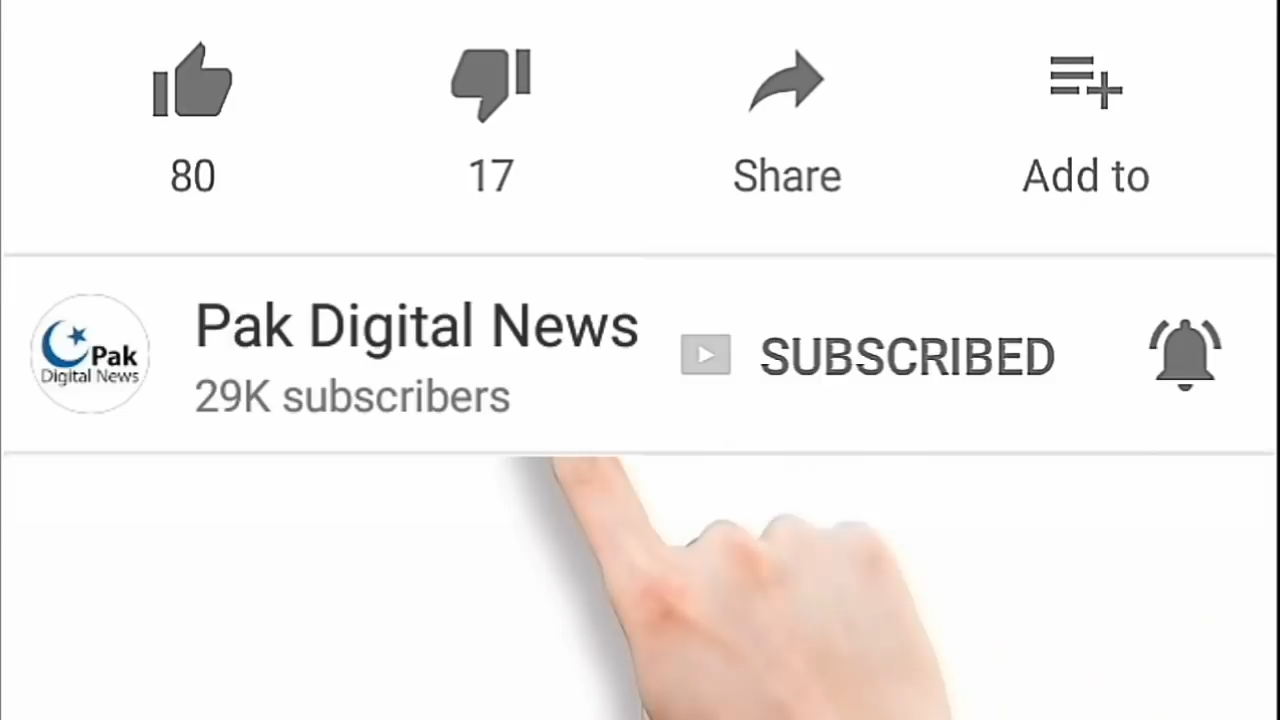 80
17
Share
Add to
Pak Digital News
29K subscribers
SUBSCRIBED
Pak
Digital News